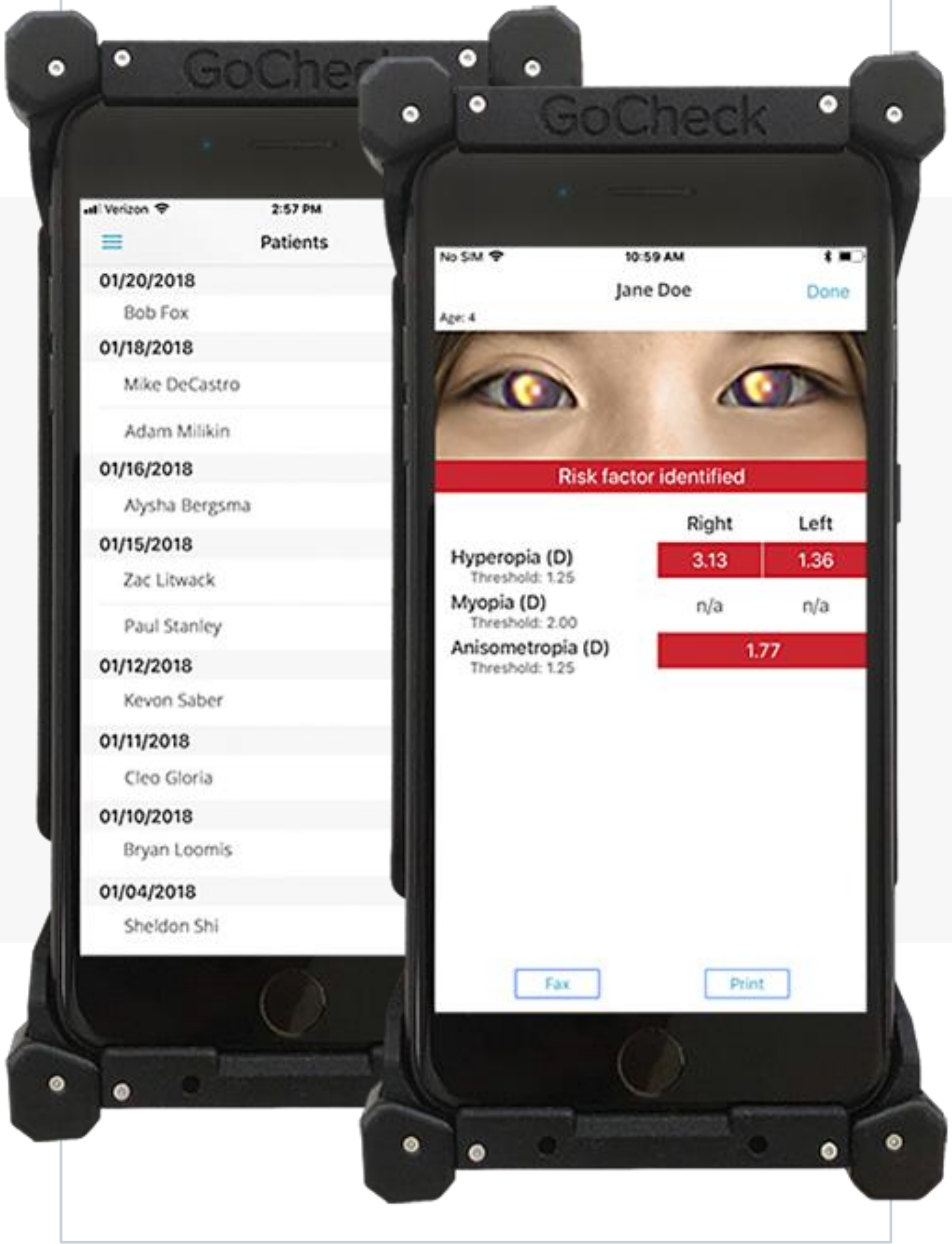 GoChec
Verizon
2:57 PM
Patients
01/20/2018
Bob Fox
01/18/2018
Mike DeCastro
Adam Milikin
01/16/2018
Alysha Bergsma
01/15/2018
Zac Litwack
Paul Stanley
01/12/2018
Kevon Saber
01/11/2018
Cleo Gloria
01/10/2018
Bryan Loomis
01/04/2018
Sheldon Shi
GoCheck
No SIM
10:59 AM
Jane Doe
Done
Age: 4
Risk factor identified
Right Left
Hyperopia (D) 3.13 1.36
Threshold: 1.25
Myopia (D) n/a n/a
Threshold: 2.00
Anisometropia (D) 1.77
Threshold: 1.25
Fax Print